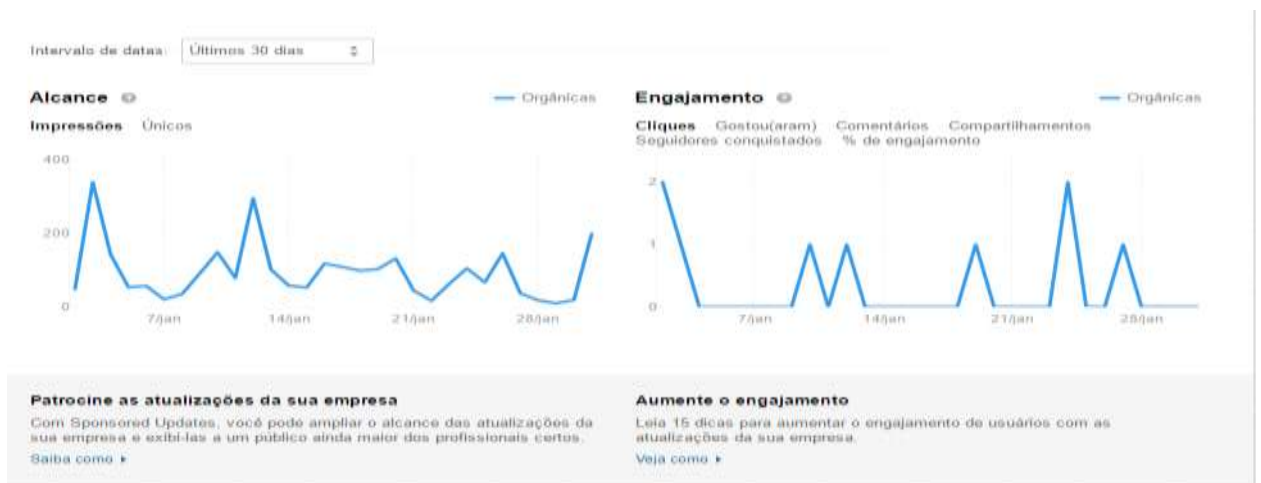 Intervalo de datas: Últimos 30 dias
Alcance
Orgânicas
Impressões Únicos
400
200
0
7/jan 14/jan 21/jan 28/jan
Engajamento
Orgânicas
Cliques Gostou(aram) Comentários Compartilhamentos
Seguidores conquistados % de engajamento
2
1
0
7/jan 14/jan 21/jan 28/jan
Patrocine as atualizações da sua empresa
Com Sponsored Updates, você pode ampliar o alcance das atualizações da
sua empresa e exibi-las a um público ainda maior dos profissionais certos.
Saiba como
Aumente o engajamento
Leia 15 dicas para aumentar o engajamento de usuários com as
atualizações da sua empresa.
Veja como